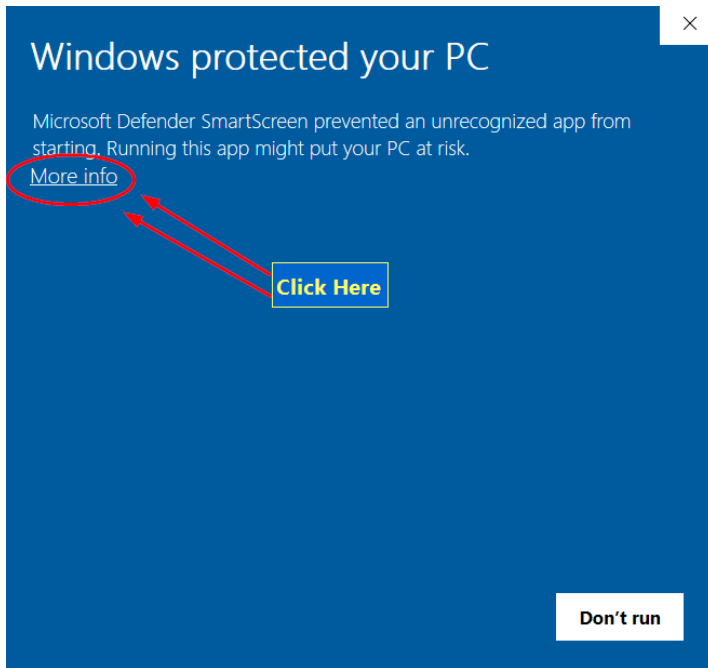 Windows protected your PC
Microsoft Defender SmartScreen prevented an unrecognized app from
starting. Running this app might put your PC at risk.
More info
Click Here
Don't run